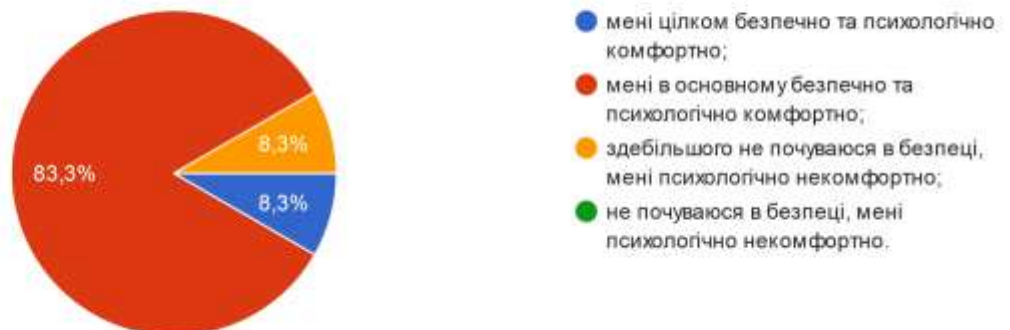 83,3%
8,3%
8,3%
мені цілком безпечно та психологічно
комфортно;
мені в основному безпечно та
психологічно комфортно;
здебільшого не почуваюся в безпеці,
мені психологічно некомфортно;
не почуваюся в безпеці, мені
психологічно некомфортно.